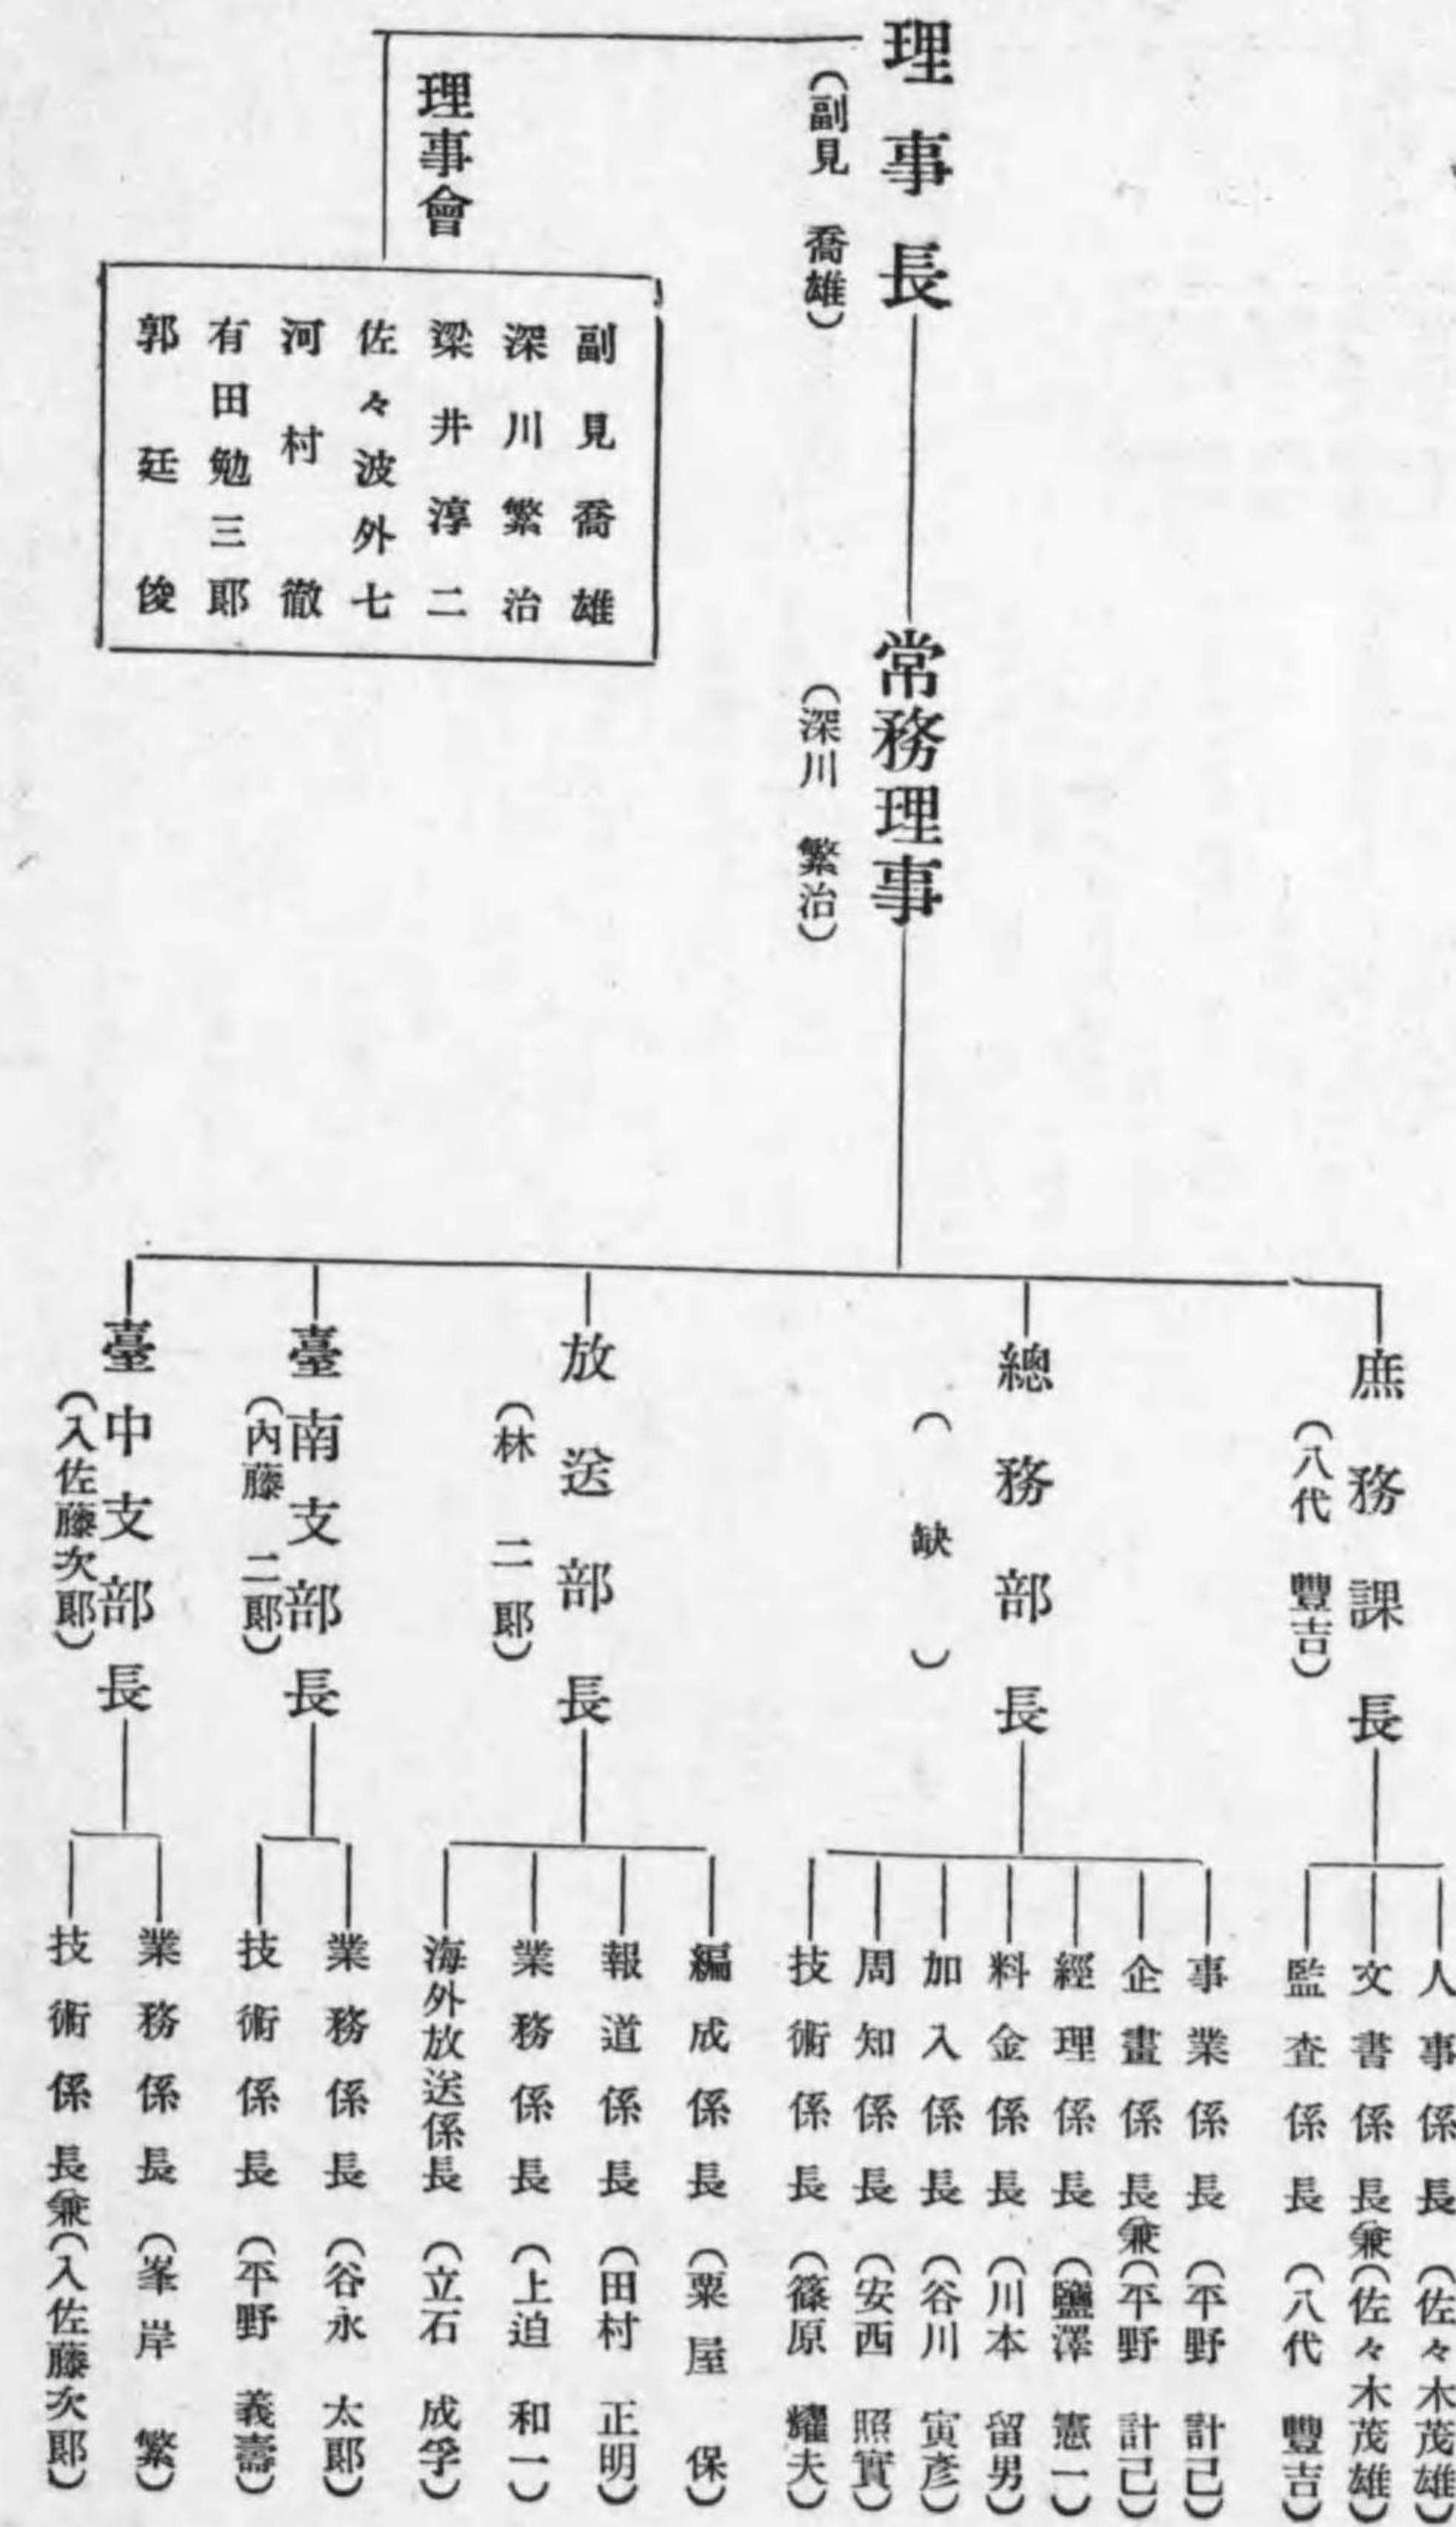 理事長
(副見 喬雄)
理事會
副見喬雄
深川繁治
梁井淳二
佐々波外七
河村徹
有田勉三郎
郭廷俊
常務理事
(深川 繁治)
庶務課長
(八代 豐吉)
人事係長(佐々木茂雄)
文書係長(兼)(佐々木茂雄)
監査係長(八代 豐吉)
總務部長
(缺)
事業係長(平野 計己)
企畫係長(兼)(平野 計己)
經理係長(鹽澤 憲一)
料金係長(川本 留男)
加入係長(谷川 寅彥)
周知係長(安西 照實)
技術係長(篠原 耀夫)
放送部長
(林 二郎)
編成係長(粟屋 保)
報道係長(田村 正明)
業務係長(上迫 和一)
海外放送係長(立石 成孚)
臺南支部長
(內藤 二郎)
業務係長(谷永 太郎)
技術係長(平野 義壽)
臺中支部長
(入佐藤次郎)
業務係長(峯岸 繁)
技術係長(兼)(入佐藤次郎)